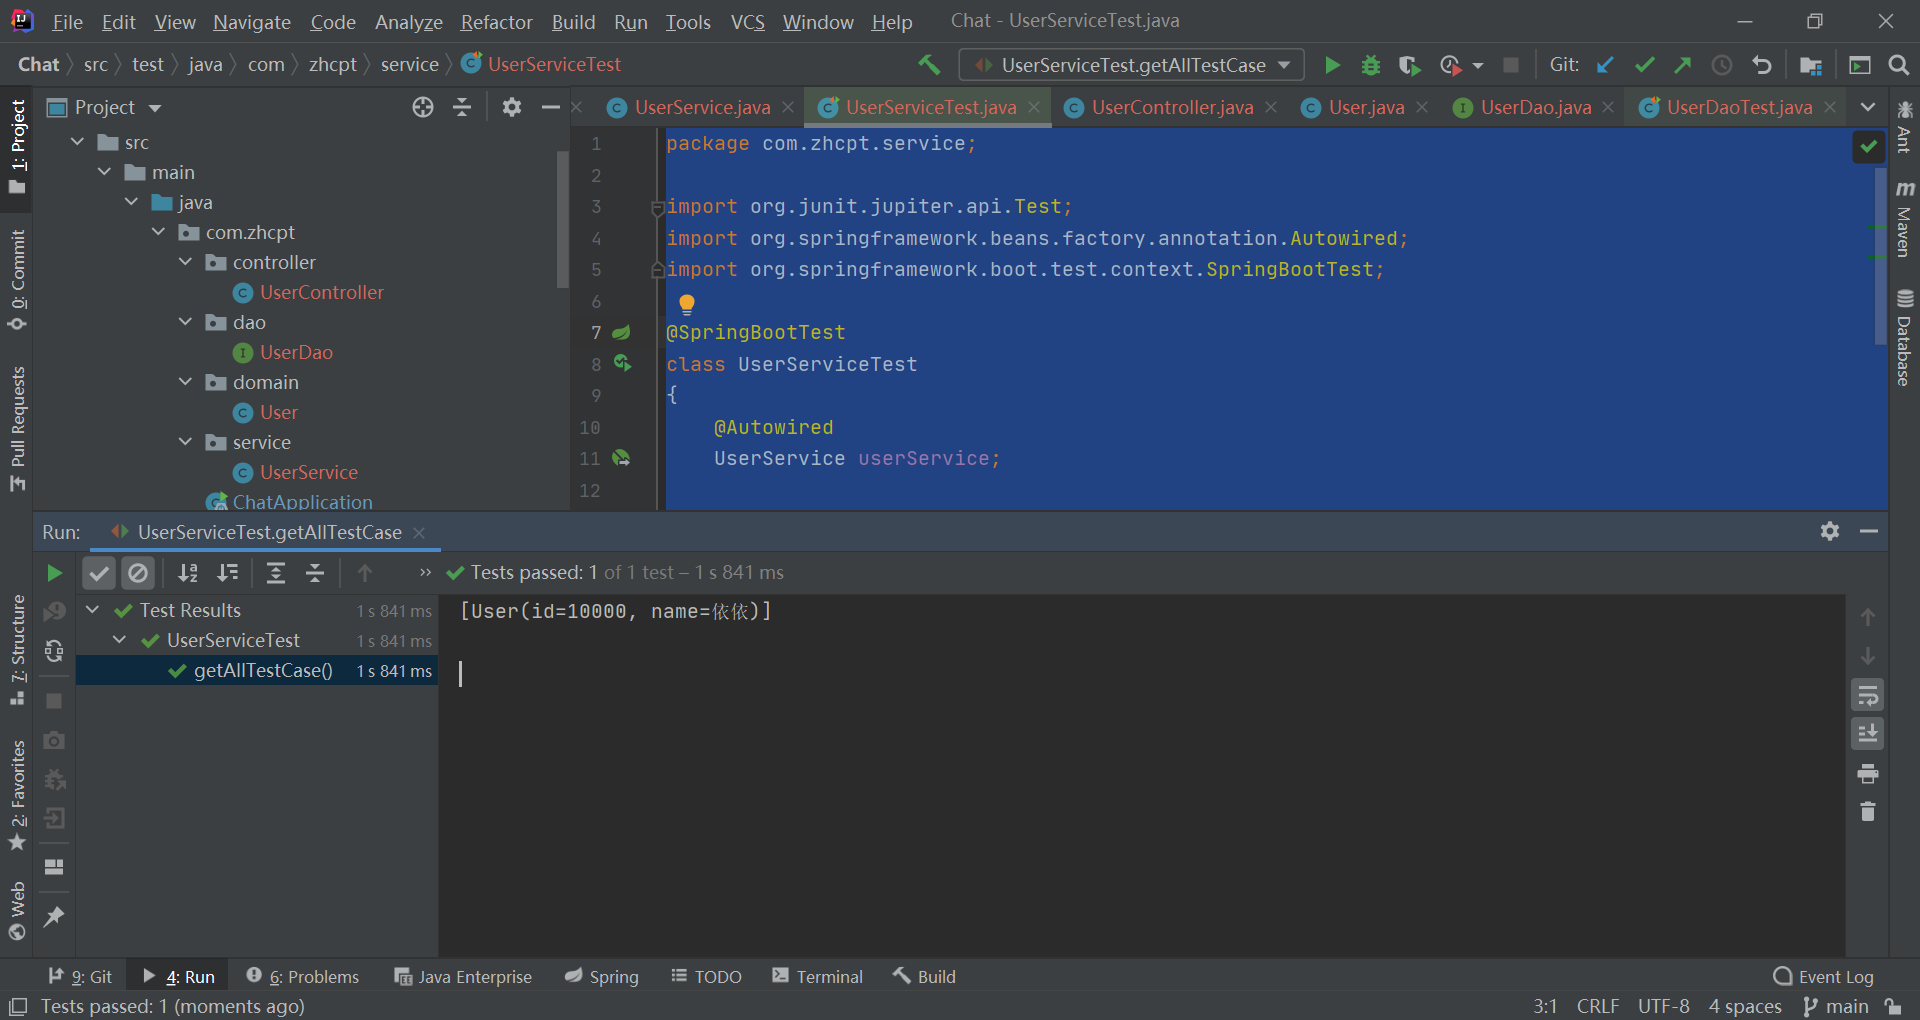 File Edit View Navigate Code Analyze Refactor Build Run Tools VCS Window Help Chat - UserServiceTest.java
Chat src test java com zhcpt service UserServiceTest UserServiceTest.getAllTestCase Git:
1: Project
0: Commit
Pull Requests
7: Structure
2: Favorites
Web
Project
src
main
java
com.zhcpt
controller
UserController
dao
UserDao
domain
User
service
UserService
ChatApplication
UserService.java UserServiceTest.java UserController.java User.java UserDao.java UserDaoTest.java
1 package com.zhcpt.service;
2
3 import org.junit.jupiter.api.Test;
4 import org.springframework.beans.factory.annotation.Autowired;
5 import org.springframework.boot.test.context.SpringBootTest;
6
7 @SpringBootTest
8 class UserServiceTest
9 {
10 @Autowired
11 UserService userService;
12
Ant
Maven
Database
Run: UserServiceTest.getAllTestCase
Tests passed: 1 of 1 test – 1 s 841 ms
Test Results 1 s 841 ms
UserServiceTest 1 s 841 ms
getAllTestCase() 1 s 841 ms
[User(id=10000, name=依依)]
9: Git 4: Run 6: Problems Java Enterprise Spring TODO Terminal Build Event Log
Tests passed: 1 (moments ago) 3:1 CRLF UTF-8 4 spaces main